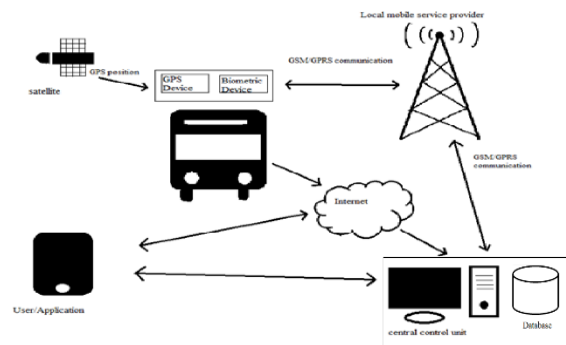 Local mobile service provider
GSM/GPRS communication
GPS position
satellite
GPS
Device
Biometric
Device
GSM/GPRS
communication
Internet
User/Application
central control unit
Database